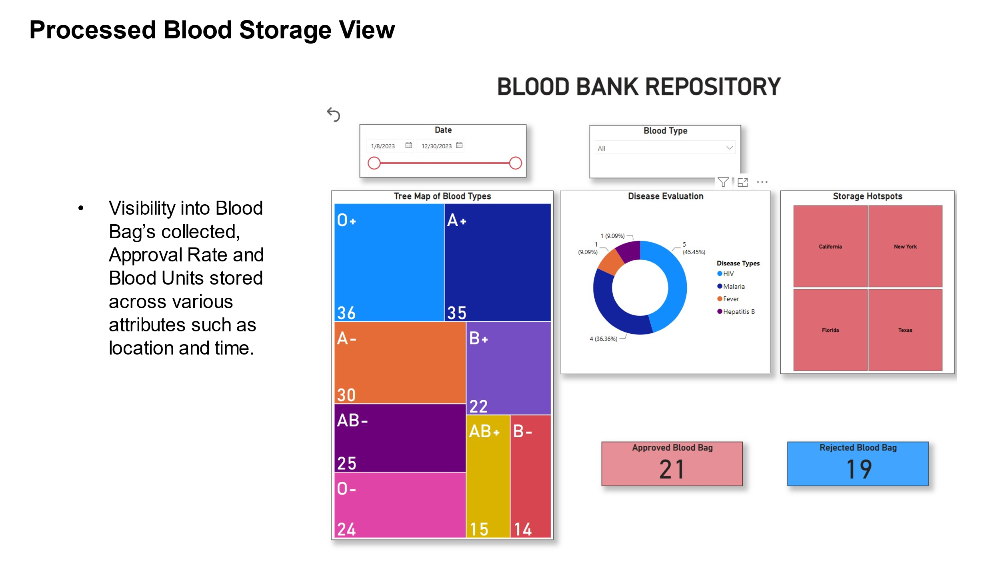 Processed Blood Storage View
• Visibility into Blood
Bag’s collected,
Approval Rate and
Blood Units stored
across various
attributes such as
location and time.
BLOOD BANK REPOSITORY
Date
1/8/2023 12/30/2023
Blood Type
All
Tree Map of Blood Types
O+
36
A+
35
A-
30
B+
22
AB-
25
AB+
15
B-
14
O-
24
Disease Evaluation
1 (9.09%)
1
(9.09%)
5
(45.45%)
4 (36.36%)
Disease Types
HIV
Malaria
Fever
Hepatitis B
Storage Hotspots
California
New York
Florida
Texas
Approved Blood Bag
21
Rejected Blood Bag
19